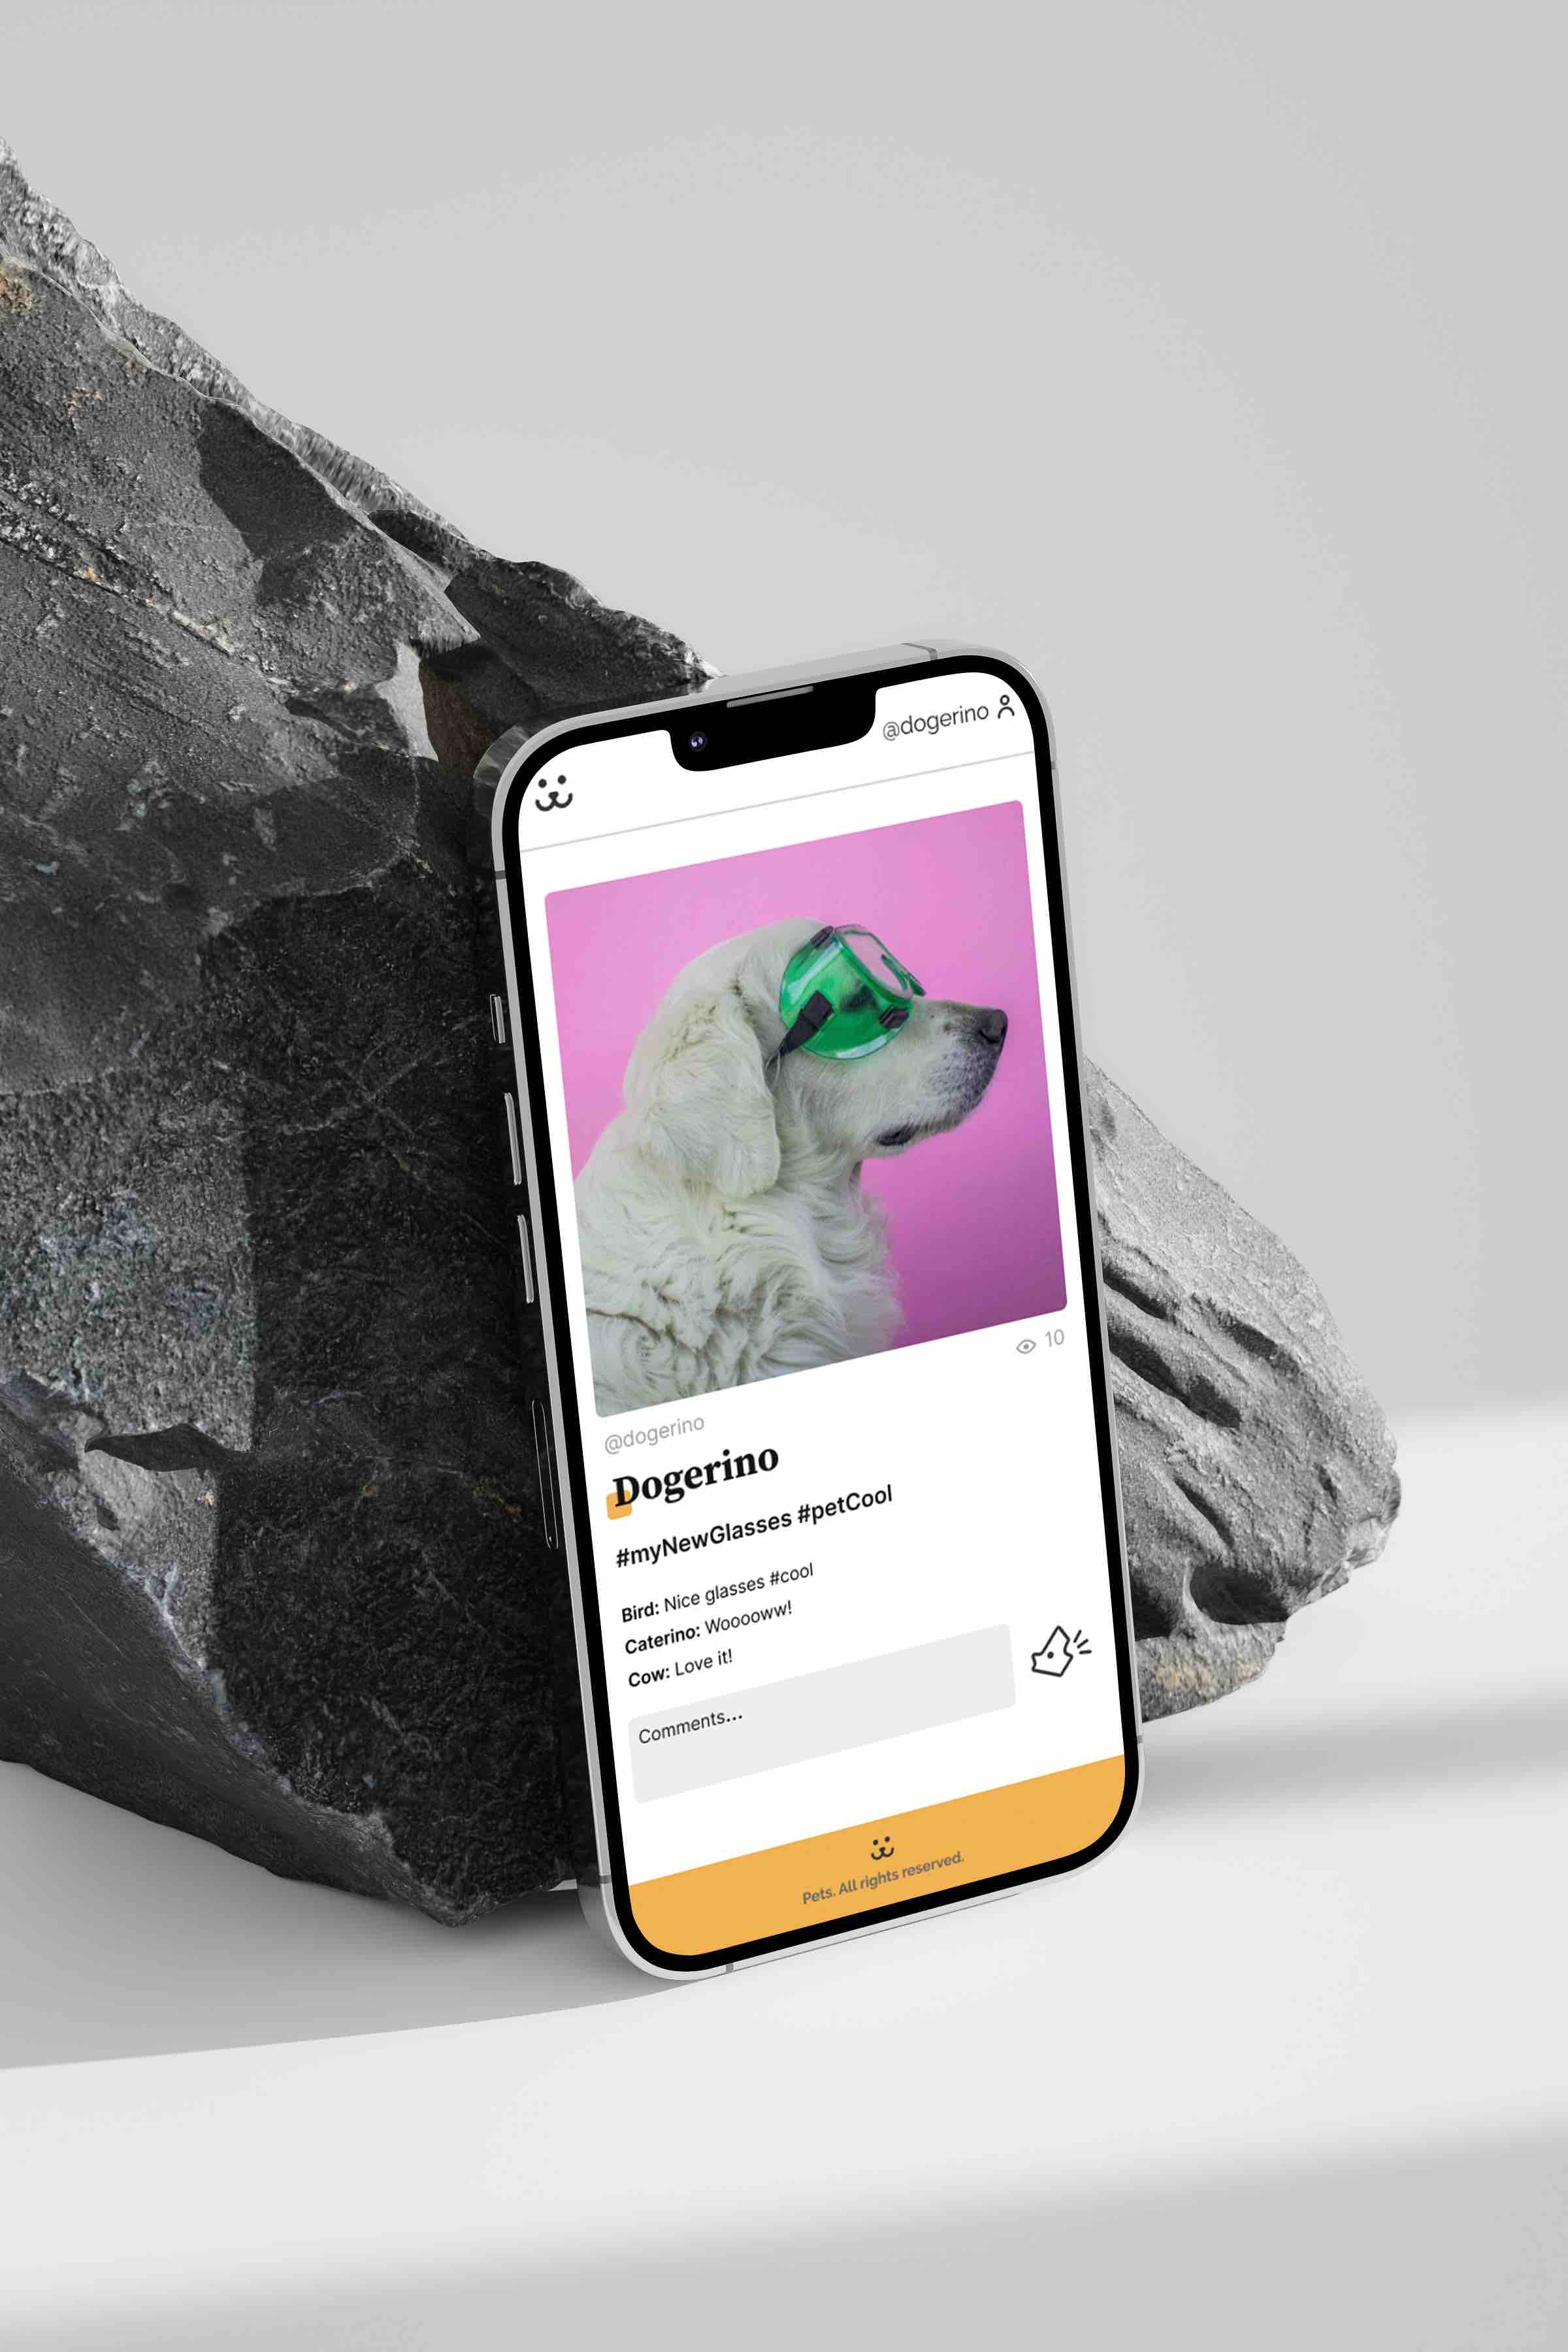 @dogerino
10
@dogerino
Dogerino
#myNewGlasses #petCool
Bird: Nice glasses #cool
Caterino: Wooooww!
Cow: Love it!
Comments...
Pets. All rights reserved.